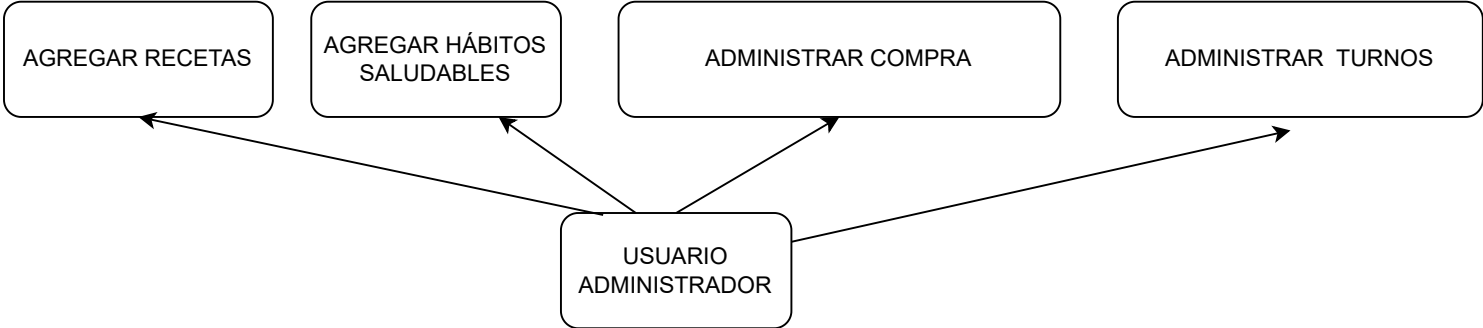 AGREGAR RECETAS
AGREGAR HÁBITOS
SALUDABLES
ADMINISTRAR COMPRA
ADMINISTRAR  TURNOS
USUARIO
ADMINISTRADOR